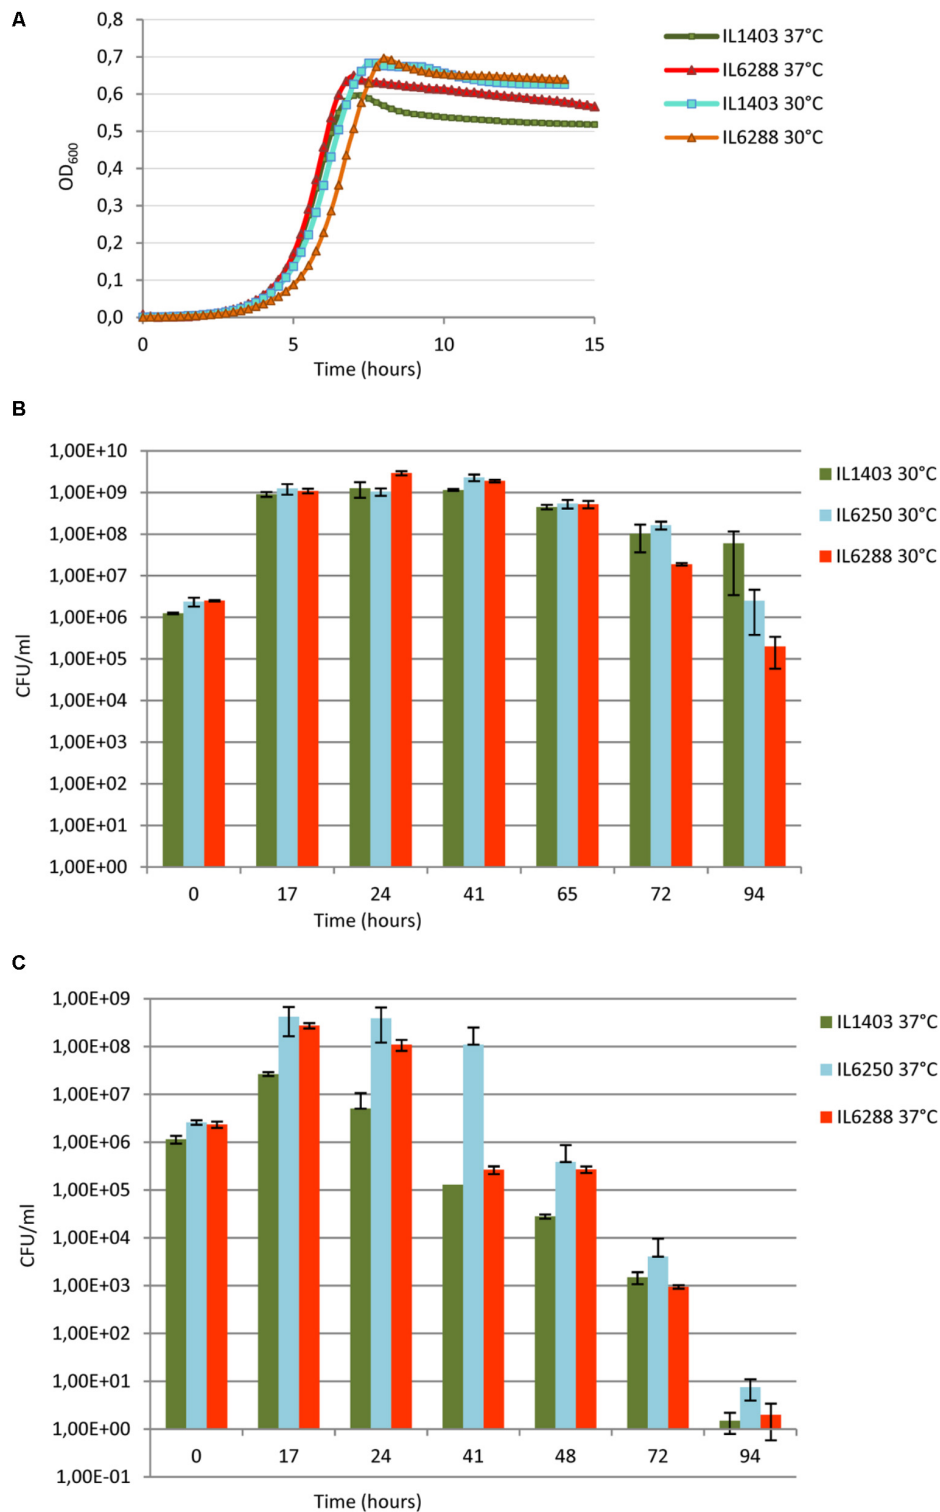 A
0,8
0,7
0,6
0,5
0,4
0,3
0,2
0,1
0,0
OD600
0
5
10
15
Time (hours)
IL1403 37°C
IL6288 37°C
IL1403 30°C
IL6288 30°C
B
1,00E+10
1,00E+09
1,00E+08
1,00E+07
1,00E+06
1,00E+05
1,00E+04
1,00E+03
1,00E+02
1,00E+01
1,00E+00
CFU/ml
0
17
24
41
65
72
94
Time (hours)
IL1403 30°C
IL6250 30°C
IL6288 30°C
C
1,00E+09
1,00E+08
1,00E+07
1,00E+06
1,00E+05
1,00E+04
1,00E+03
1,00E+02
1,00E+01
1,00E+00
1,00E-01
CFU/ml
0
17
24
41
48
72
94
Time (hours)
IL1403 37°C
IL6250 37°C
IL6288 37°C